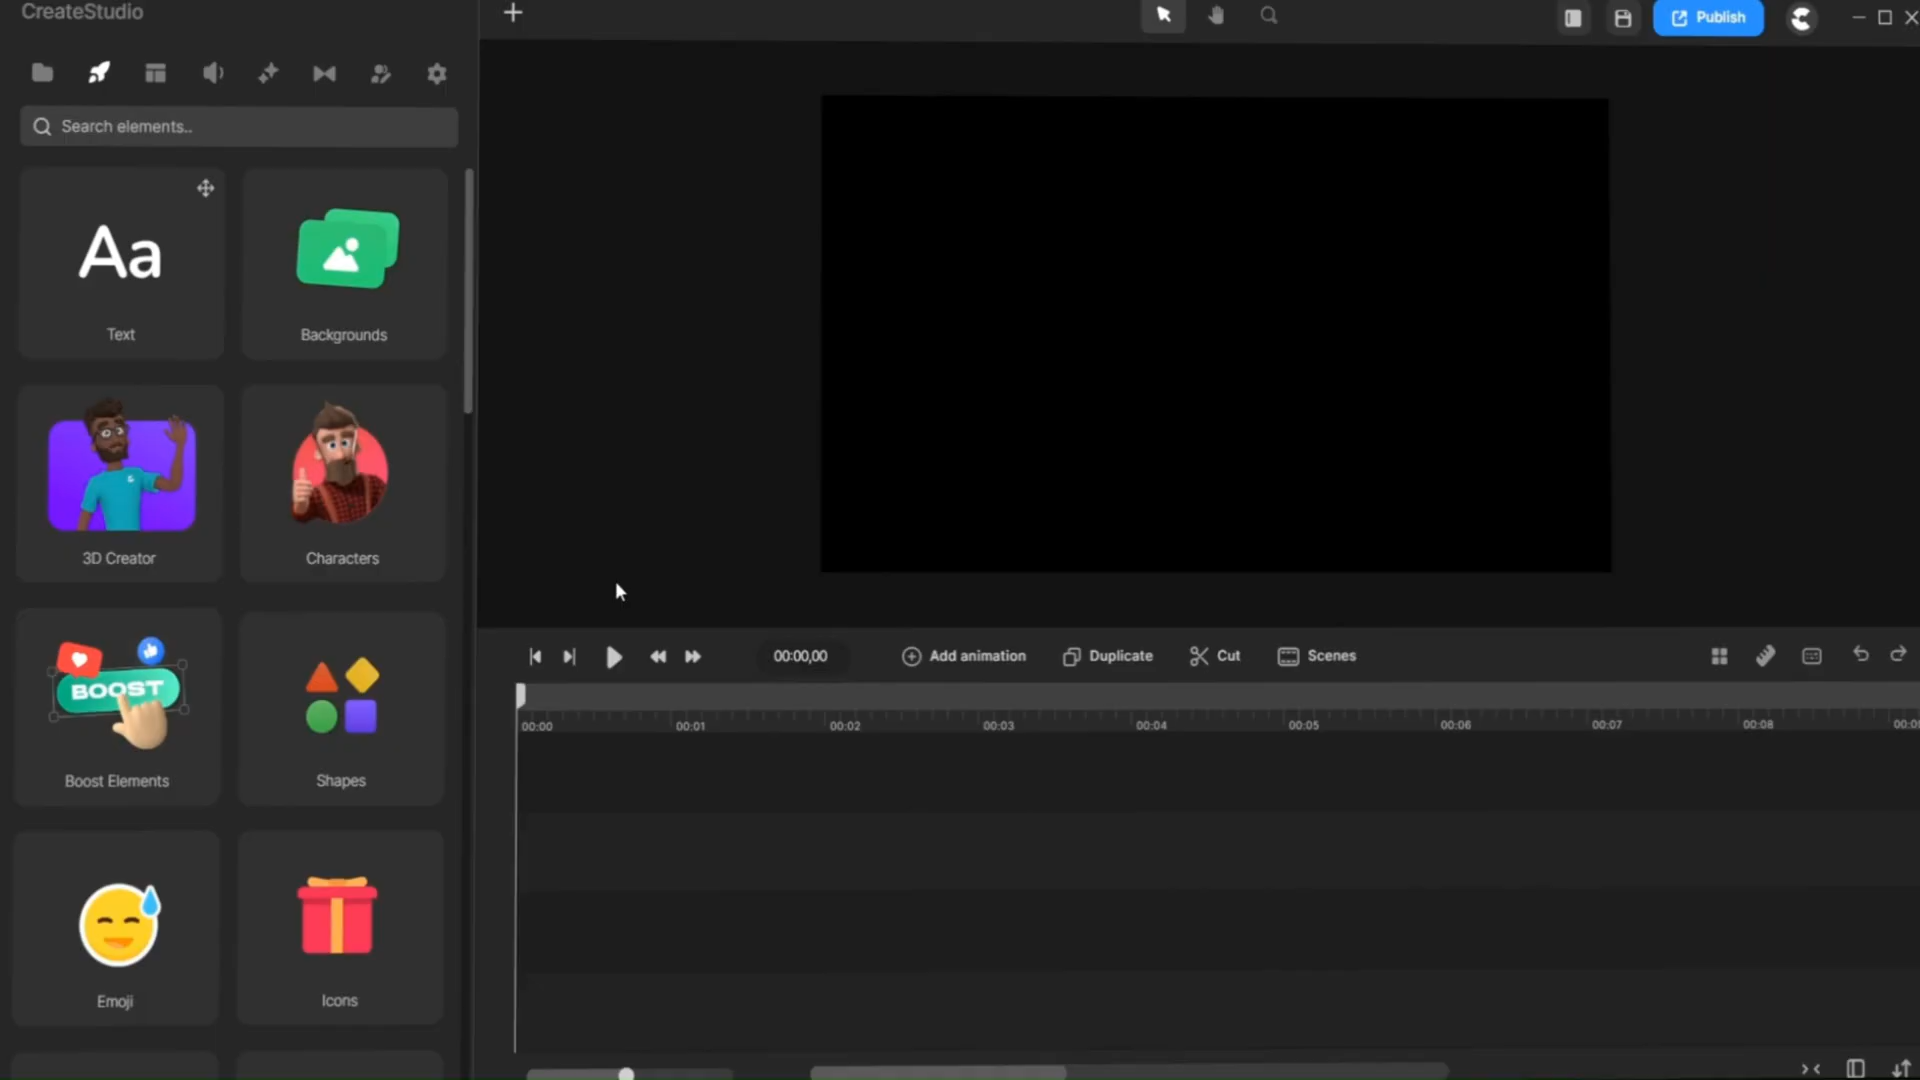 CreateStudio
Publish
Search elements..
Aa
Text
Backgrounds
3D Creator
Characters
BOOST
Boost Elements
Shapes
Emoji
Icons
00:00,00
Add animation
Duplicate
Cut
Scenes
00:00
00:01
00:02
00:03
00:04
00:05
00:06
00:07
00:08